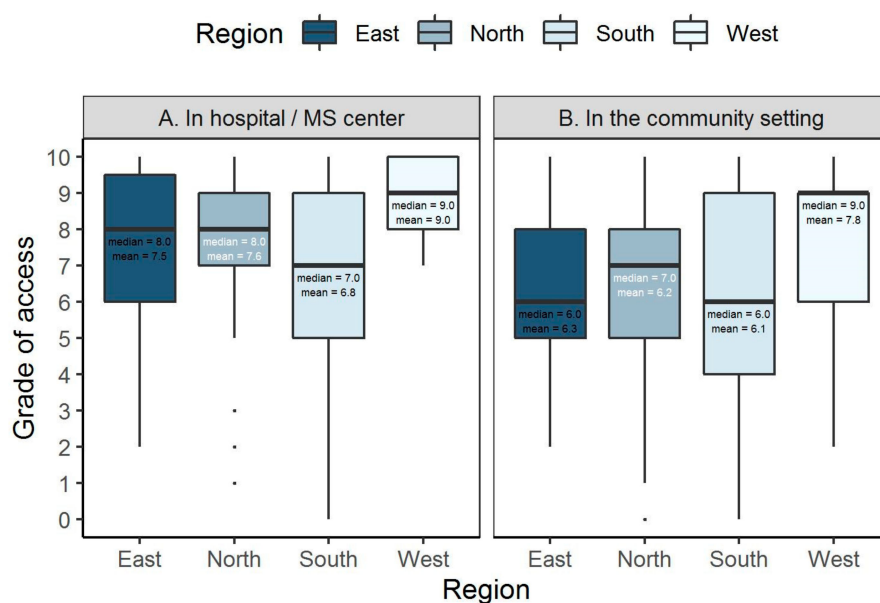 Region East North South West
A. In hospital / MS center
B. In the community setting
Grade of access
10
9
8
7
6
5
4
3
2
1
0
median = 8.0
mean = 7.5
median = 8.0
mean = 7.6
median = 7.0
mean = 6.8
median = 9.0
mean = 9.0
median = 6.0
mean = 6.3
median = 7.0
mean = 6.2
median = 6.0
mean = 6.1
median = 9.0
mean = 7.8
East North South West
East North South West
Region